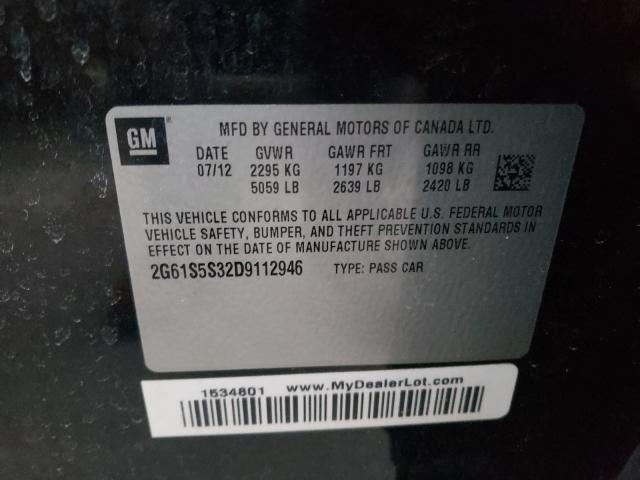 GM
MFD BY GENERAL MOTORS OF CANADA LTD.
DATE GVWR GAWR FRT GAWR RR
07/12 2295 KG 1197 KG 1098 KG
5059 LB 2639 LB 2420 LB
THIS VEHICLE CONFORMS TO ALL APPLICABLE U.S. FEDERAL MOTOR
VEHICLE SAFETY, BUMPER, AND THEFT PREVENTION STANDARDS IN
EFFECT ON THE DATE OF MANUFACTURE SHOWN ABOVE.
2G61S5S32D9112946 TYPE: PASS CAR
1534801 www.MyDealerLot.com